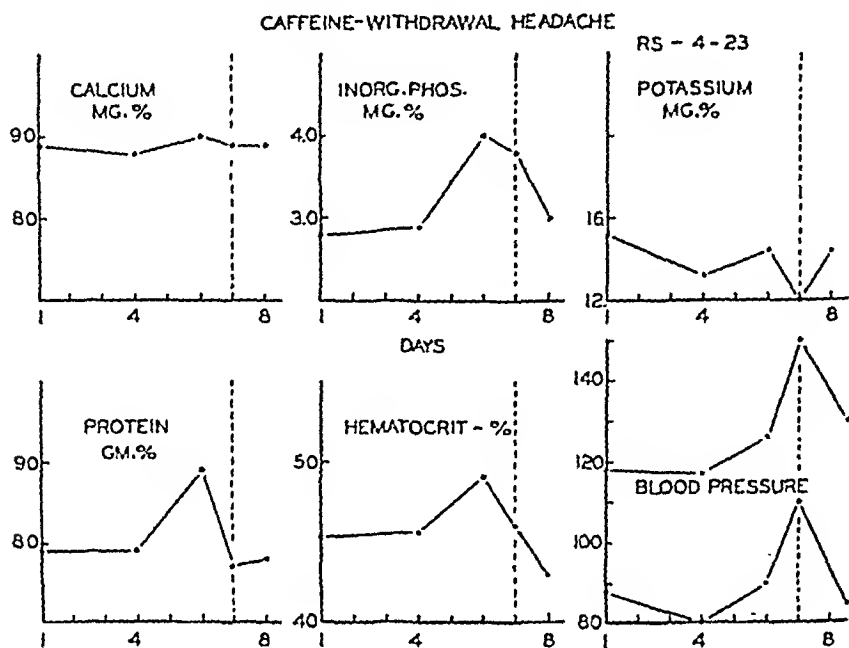 CAFFEINE-WITHDRAWAL HEADACHE
RS - 4-23
CALCIUM
MG.%
90
80
1 4 8
INORG. PHOS.
MG.%
4.0
3.0
1 4 8
POTASSIUM
MG.%
16
12
1 4 8
DAYS
PROTEIN
GM.%
90
80
1 4 8
HEMATOCRIT - %
50
40
1 4 8
140
120
BLOOD PRESSURE
100
80
1 4 8